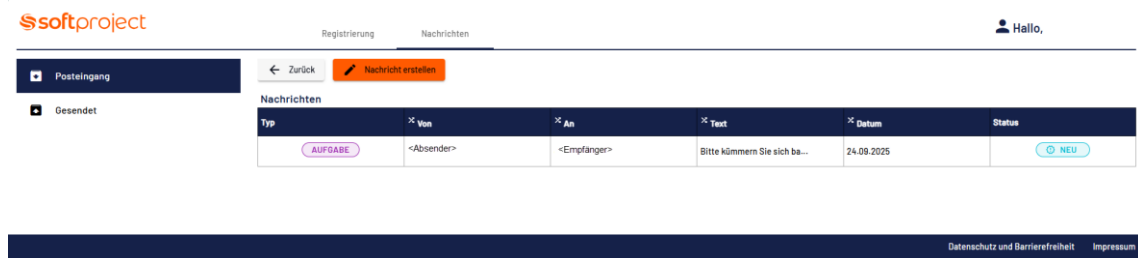 softproject
Registrierung Nachrichten
Hallo,
Posteingang
Gesendet
Zurück Nachricht erstellen
Nachrichten
Typ Von An Text Datum Status
AUFGABE <Absender> <Empfänger> Bitte kümmern Sie sich ba... 24.09.2025 NEU
Datenschutz und Barrierefreiheit Impressum